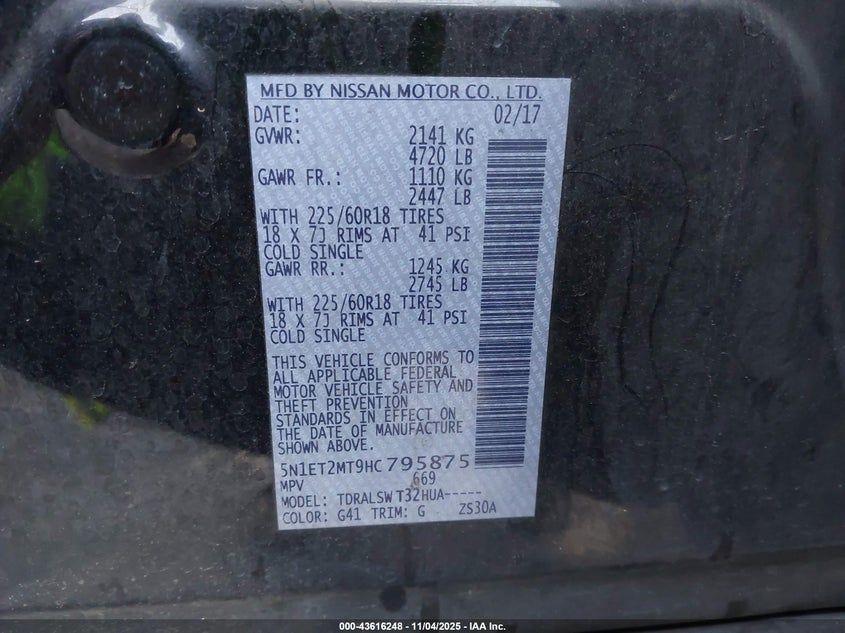 MFD BY NISSAN MOTOR CO., LTD.
DATE: 02/17
GVWR: 2141 KG
4720 LB
GAWR FR.: 1110 KG
2447 LB
WITH 225/60R18 TIRES
18 X 7J RIMS AT 41 PSI
COLD SINGLE
GAWR RR.: 1245 KG
2745 LB
WITH 225/60R18 TIRES
18 X 7J RIMS AT 41 PSI
COLD SINGLE
THIS VEHICLE CONFORMS TO
ALL APPLICABLE FEDERAL
MOTOR VEHICLE SAFETY AND
THEFT PREVENTION
STANDARDS IN EFFECT ON
THE DATE OF MANUFACTURE
SHOWN ABOVE.
5N1ET2MT9HC795875
MPV 669
MODEL: TDRALSWT32HUA-----
COLOR: G41 TRIM: G ZS30A
000-43616248 - 11/04/2025 - IAA Inc.